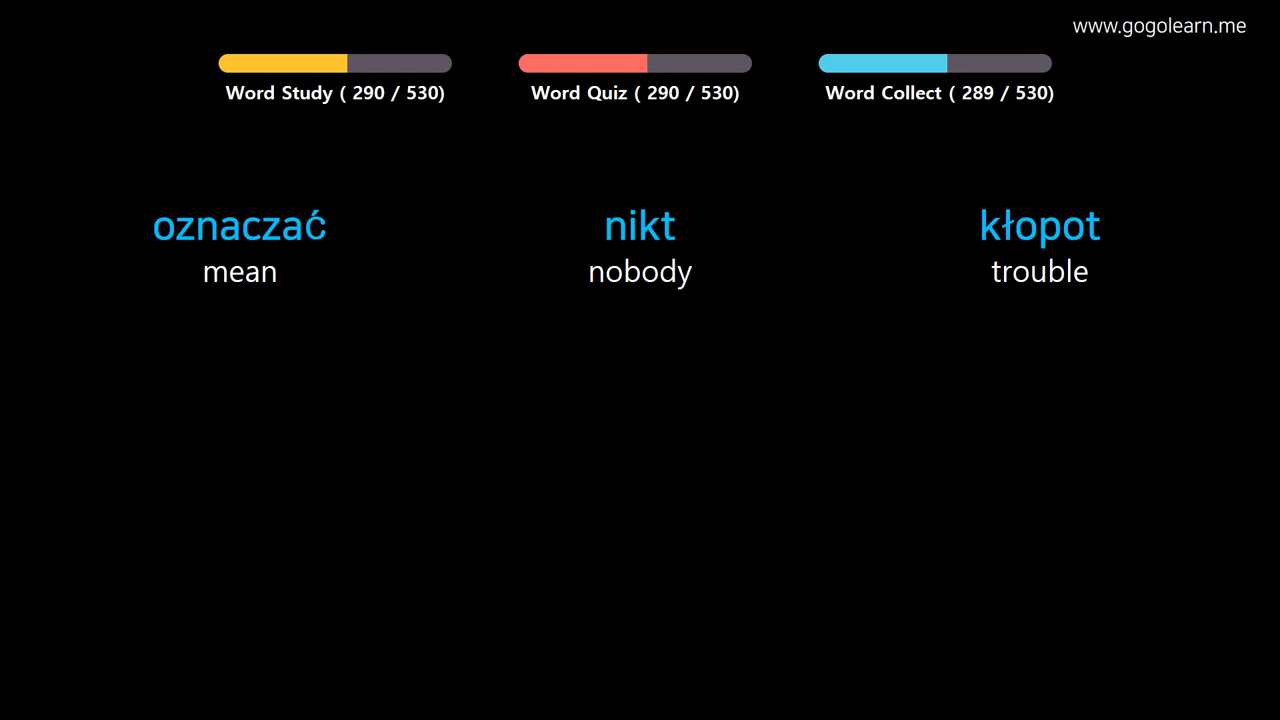 www.gogolearn.me
Word Study ( 290 / 530)
Word Quiz ( 290 / 530)
Word Collect ( 289 / 530)
oznaczać
mean
nikt
nobody
kłopot
trouble